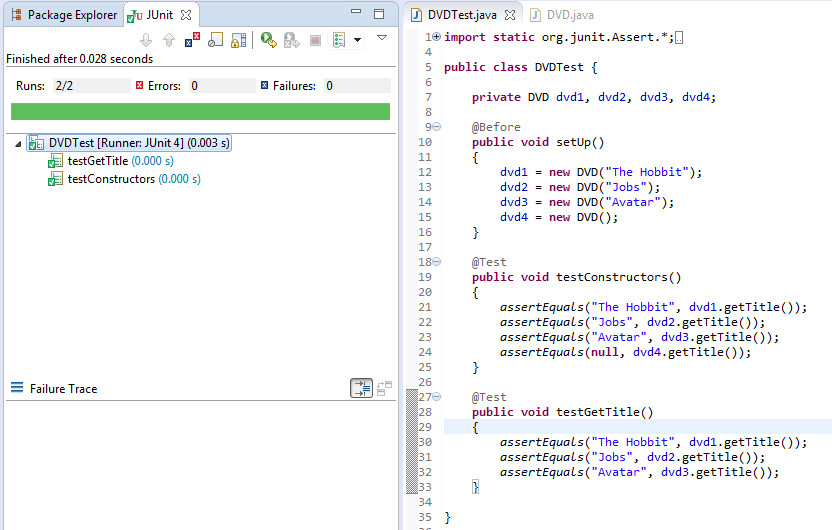 Package Explorer JUnit
Finished after 0.028 seconds
Runs: 2/2 Errors: 0 Failures: 0
DVDTest [Runner: JUnit 4] (0.003 s)
testGetTitle (0.000 s)
testConstructors (0.000 s)
Failure Trace
DVDTest.java DVD.java
1 import static org.junit.Assert.*;
4
5 public class DVDTest {
6
7 private DVD dvd1, dvd2, dvd3, dvd4;
8
9 @Before
10 public void setUp()
11 {
12 dvd1 = new DVD("The Hobbit");
13 dvd2 = new DVD("Jobs");
14 dvd3 = new DVD("Avatar");
15 dvd4 = new DVD();
16 }
17
18 @Test
19 public void testConstructors()
20 {
21 assertEquals("The Hobbit", dvd1.getTitle());
22 assertEquals("Jobs", dvd2.getTitle());
23 assertEquals("Avatar", dvd3.getTitle());
24 assertEquals(null, dvd4.getTitle());
25 }
26
27 @Test
28 public void testGetTitle()
29 {
30 assertEquals("The Hobbit", dvd1.getTitle());
31 assertEquals("Jobs", dvd2.getTitle());
32 assertEquals("Avatar", dvd3.getTitle());
33 }
34
35 }